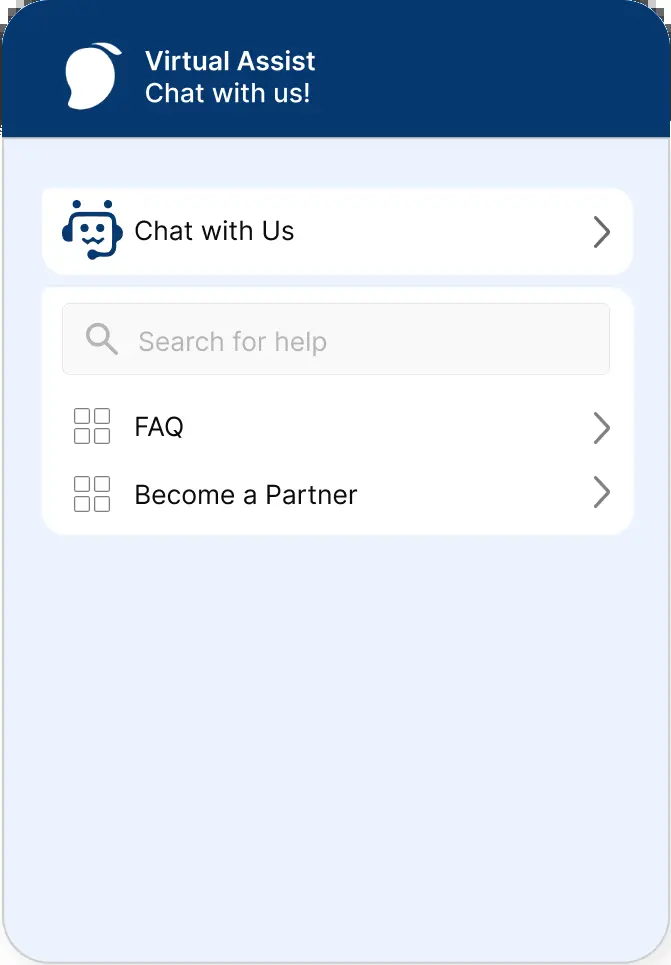 Virtual Assist
Chat with us!
Chat with Us
Search for help
FAQ
Become a Partner